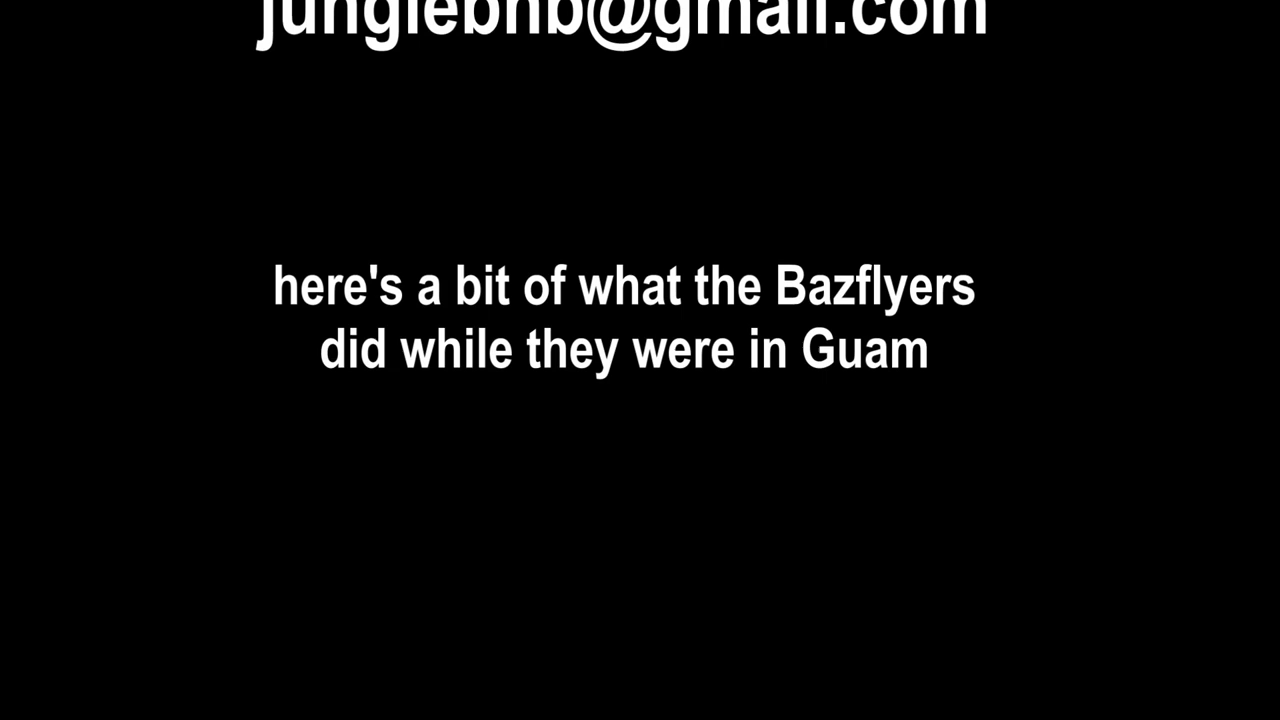 junglebnb@gmail.com
here's a bit of what the Bazflyers
did while they were in Guam